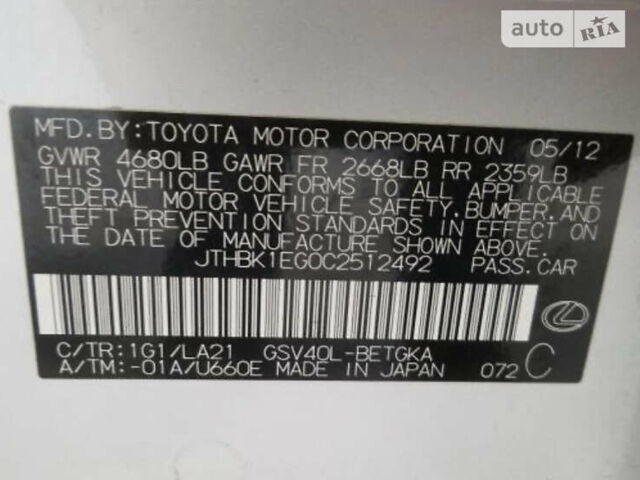 auto RIA
MFD.BY:TOYOTA MOTOR CORPORATION 05/12
GVWR 4680LB GAWR FR 2668LB RR 2359LB
THIS VEHICLE CONFORMS TO ALL APPLICABLE
FEDERAL MOTOR VEHICLE SAFETY,BUMPER,AND
THEFT PREVENTION STANDARDS IN EFFECT ON
THE DATE OF MANUFACTURE SHOWN ABOVE.
JTHBK1EG0C2512492 PASS.CAR
C/TR:1G1/LA21 GSV40L-BETGKA
A/TM:-01A/U660E MADE IN JAPAN 072 C